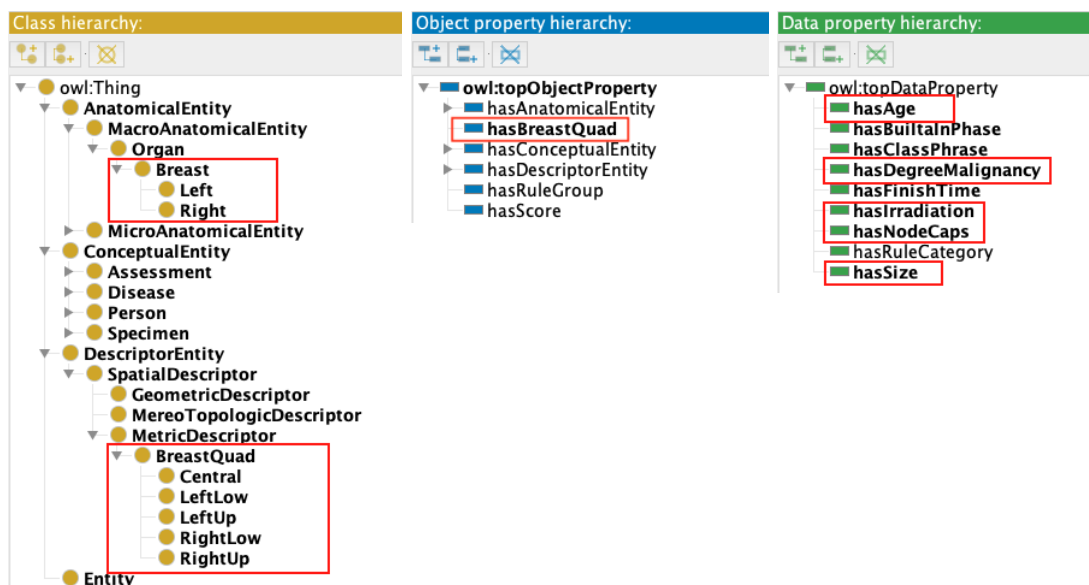 Class hierarchy:
owl:Thing
AnatomicalEntity
MacroAnatomicalEntity
Organ
Breast
Left
Right
MicroAnatomicalEntity
ConceptualEntity
Assessment
Disease
Person
Specimen
DescriptorEntity
SpatialDescriptor
GeometricDescriptor
MereoTopologicDescriptor
MetricDescriptor
BreastQuad
Central
LeftLow
LeftUp
RightLow
RightUp
Entity
Object property hierarchy:
owl:topObjectProperty
hasAnatomicalEntity
hasBreastQuad
hasConceptualEntity
hasDescriptorEntity
hasRuleGroup
hasScore
Data property hierarchy:
owl:topDataProperty
hasAge
hasBuiltaInPhase
hasClassPhrase
hasDegreeMalignancy
hasFinishTime
hasIrradiation
hasNodeCaps
hasRuleCategory
hasSize